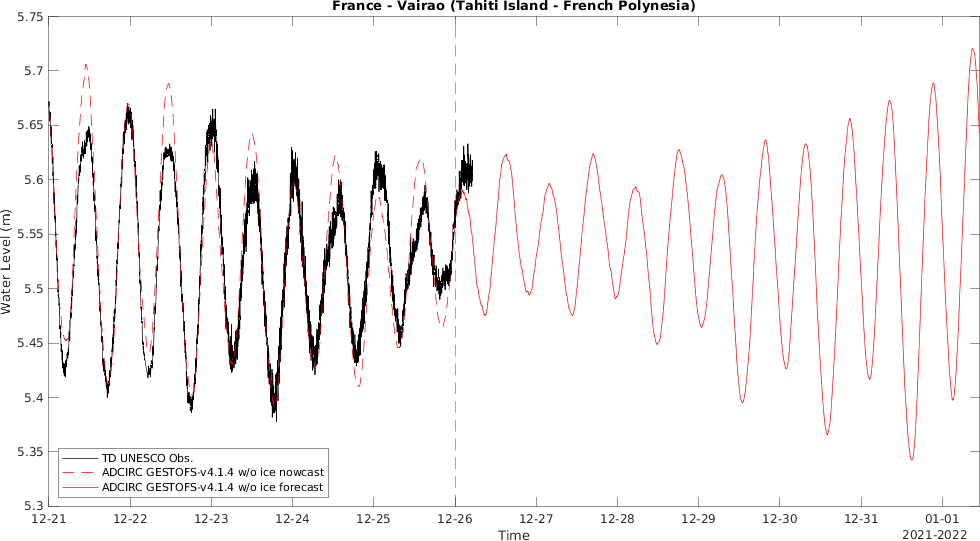 France - Vairao (Tahiti Island - French Polynesia)
Water Level (m)
5.75
5.7
5.65
5.6
5.55
5.5
5.45
5.4
5.35
5.3
TD UNESCO Obs.
ADCIRC GESTOFS-v4.1.4 w/o ice nowcast
ADCIRC GESTOFS-v4.1.4 w/o ice forecast
12-21 12-22 12-23 12-24 12-25 12-26 12-27 12-28 12-29 12-30 12-31 01-01
Time
2021-2022